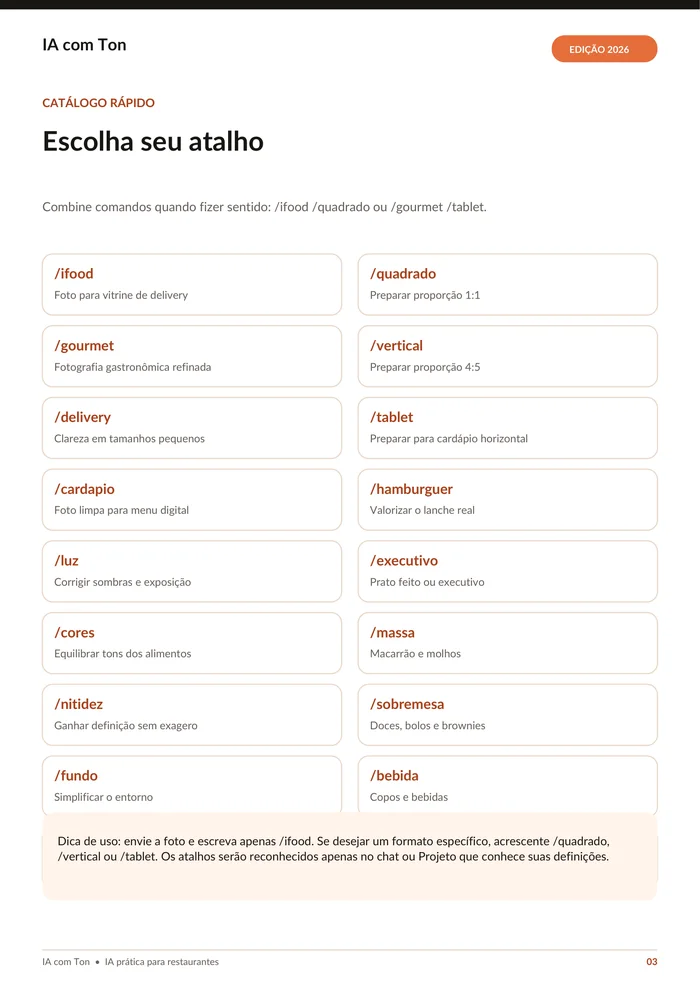 IA com Ton
EDIÇÃO 2026
CATÁLOGO RÁPIDO
Escolha seu atalho
Combine comandos quando fizer sentido: /ifood /quadrado ou /gourmet /tablet.
/ifood
Foto para vitrine de delivery
/quadrado
Preparar proporção 1:1
/gourmet
Fotografia gastronômica refinada
/vertical
Preparar proporção 4:5
/delivery
Clareza em tamanhos pequenos
/tablet
Preparar para cardápio horizontal
/cardapio
Foto limpa para menu digital
/hamburguer
Valorizar o lanche real
/luz
Corrigir sombras e exposição
/executivo
Prato feito ou executivo
/cores
Equilibrar tons dos alimentos
/massa
Macarrão e molhos
/nitidez
Ganhar definição sem exagero
/sobremesa
Doces, bolos e brownies
/fundo
Simplificar o entorno
/bebida
Copos e bebidas
Dica de uso: envie a foto e escreva apenas /ifood. Se desejar um formato específico, acrescente /quadrado,
/vertical ou /tablet. Os atalhos serão reconhecidos apenas no chat ou Projeto que conhece suas definições.
IA com Ton • IA prática para restaurantes
03